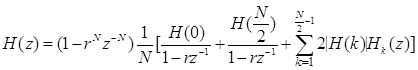 H(z) = (1 - r^N z^{-N}) \frac{1}{N} [ \frac{H(0)}{1 - rz^{-1}} + \frac{H(\frac{N}{2})}{1 - rz^{-1}} + \sum_{k=1}^{\frac{N}{2}-1} 2|H(k)|H_k(z) ]